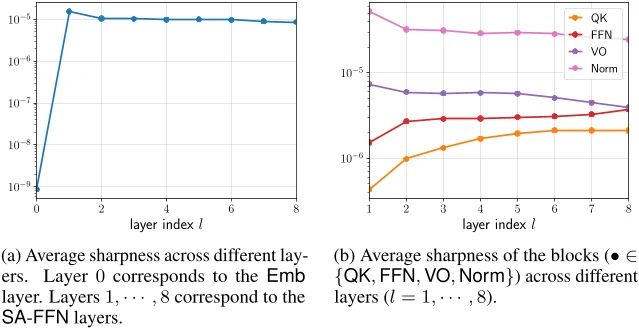 10⁻⁵
10⁻⁶
10⁻⁷
10⁻⁸
10⁻⁹
0 2 4 6 8
layer index l
(a) Average sharpness across different lay-
ers. Layer 0 corresponds to the Emb
layer. Layers 1, · · · , 8 correspond to the
SA-FFN layers.
QK
FFN
VO
Norm
10⁻⁵
10⁻⁶
1 2 3 4 5 6 7 8
layer index l
(b) Average sharpness of the blocks (• ∈
{QK, FFN, VO, Norm}) across different
layers (l = 1, · · · , 8).